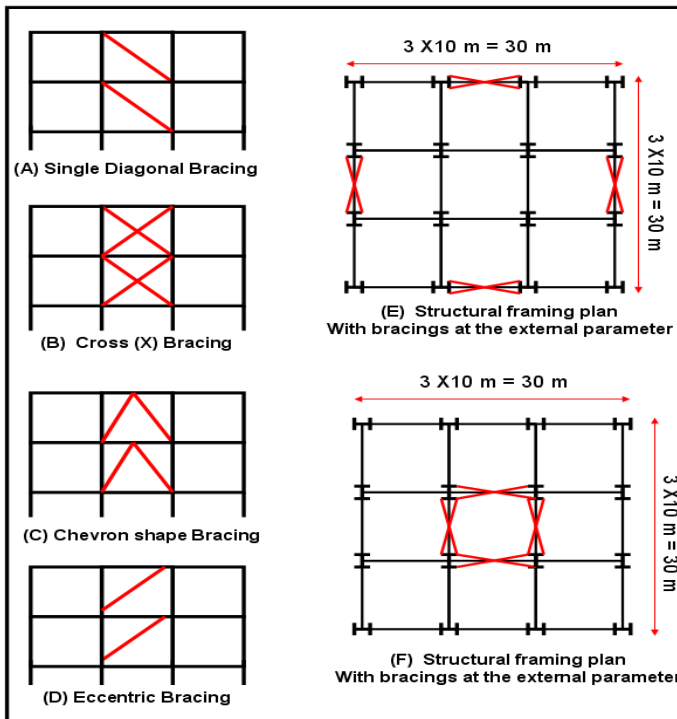 (A) Single Diagonal Bracing
(B) Cross (X) Bracing
(C) Chevron shape Bracing
(D) Eccentric Bracing
3 X10 m = 30 m
3 X10 m = 30 m
(E) Structural framing plan
With bracings at the external parameter
3 X10 m = 30 m
3 X10 m = 30 m
(F) Structural framing plan
With bracings at the external parameter